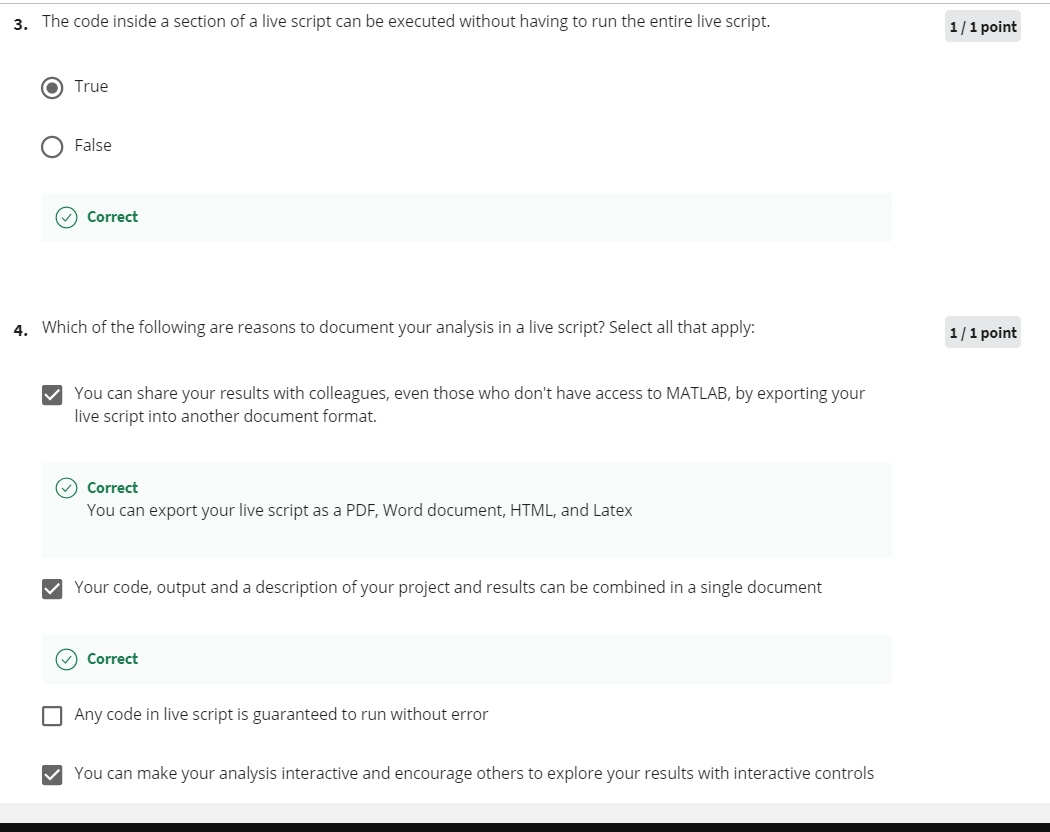 3. The code inside a section of a live script can be executed without having to run the entire live script.
1 / 1 point
True
False
Correct
4. Which of the following are reasons to document your analysis in a live script? Select all that apply:
1 / 1 point
You can share your results with colleagues, even those who don't have access to MATLAB, by exporting your
live script into another document format.
Correct
You can export your live script as a PDF, Word document, HTML, and Latex
Your code, output and a description of your project and results can be combined in a single document
Correct
Any code in live script is guaranteed to run without error
You can make your analysis interactive and encourage others to explore your results with interactive controls